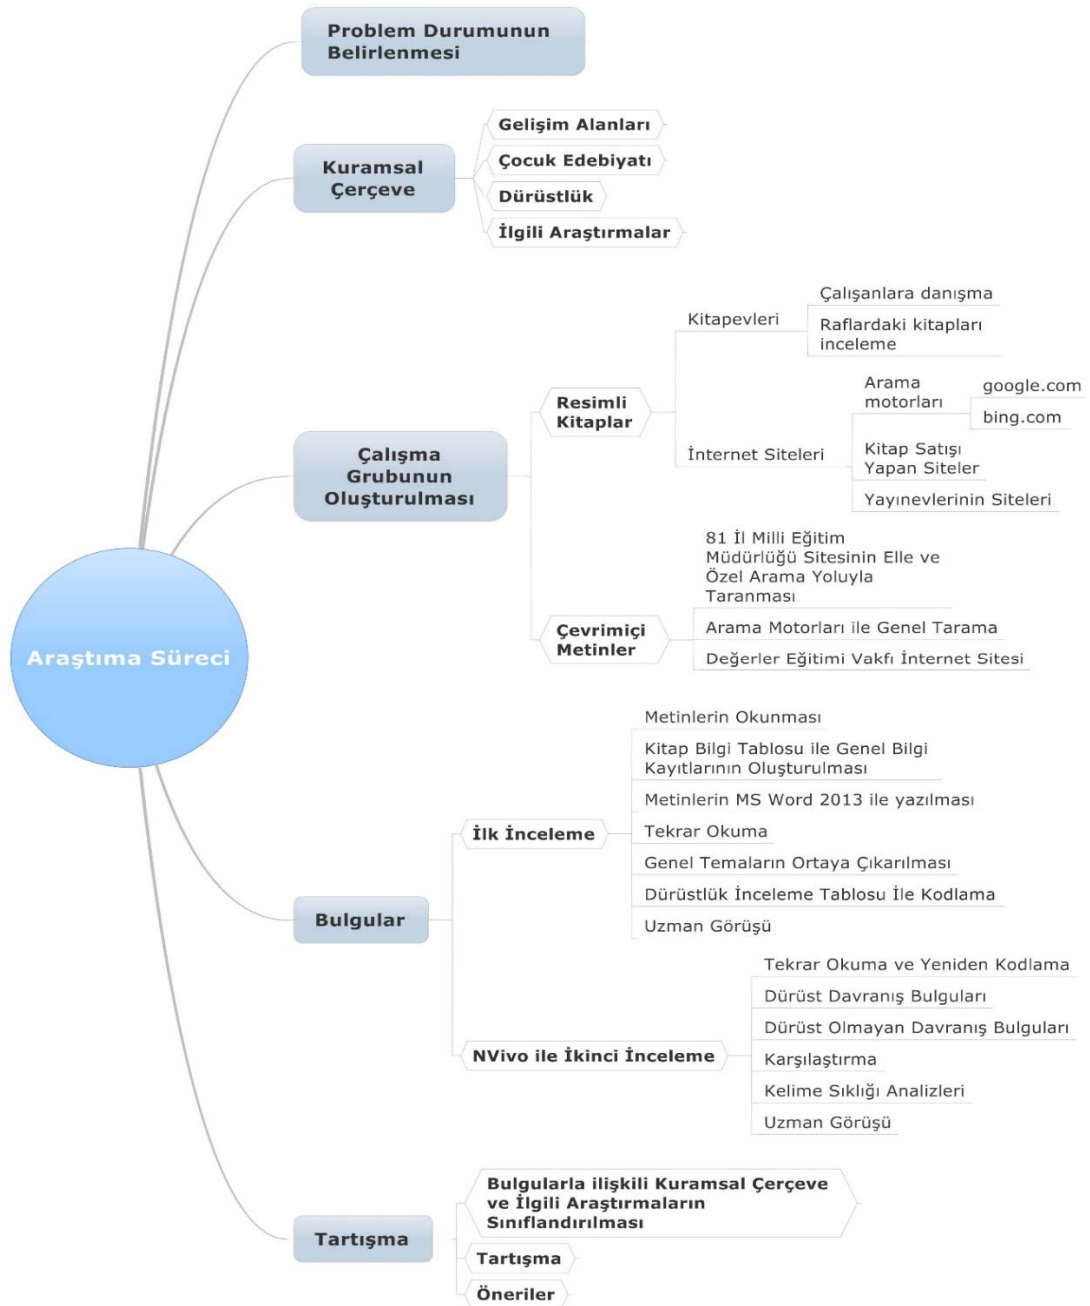 Problem Durumunun
Belirlenmesi
Kuramsal
Çerçeve
Gelişim Alanları
Çocuk Edebiyatı
Dürüstlük
İlgili Araştırmalar
Çalışma
Grubunun
Oluşturulması
Resimli
Kitaplar
Kitapevleri
Çalışanlara danışma
Raflardaki kitapları
inceleme
İnternet Siteleri
Arama
motorları
google.com
bing.com
Kitap Satışı
Yapan Siteler
Yayınevlerinin Siteleri
Çevrimiçi
Metinler
81 İl Milli Eğitim
Müdürlüğü Sitesinin Elle ve
Özel Arama Yoluyla
Taranması
Arama Motorları ile Genel Tarama
Değerler Eğitimi Vakfı İnternet Sitesi
Araştıma Süreci
Bulgular
İlk İnceleme
Metinlerin Okunması
Kitap Bilgi Tablosu ile Genel Bilgi
Kayıtlarının Oluşturulması
Metinlerin MS Word 2013 ile yazılması
Tekrar Okuma
Genel Temaların Ortaya Çıkarılması
Dürüstlük İnceleme Tablosu İle Kodlama
Uzman Görüşü
NVivo ile İkinci İnceleme
Tekrar Okuma ve Yeniden Kodlama
Dürüst Davranış Bulguları
Dürüst Olmayan Davranış Bulguları
Karşılaştırma
Kelime Sıklığı Analizleri
Uzman Görüşü
Tartışma
Bulgularla ilişkili Kuramsal Çerçeve
ve İlgili Araştırmaların
Sınıflandırılması
Tartışma
Öneriler